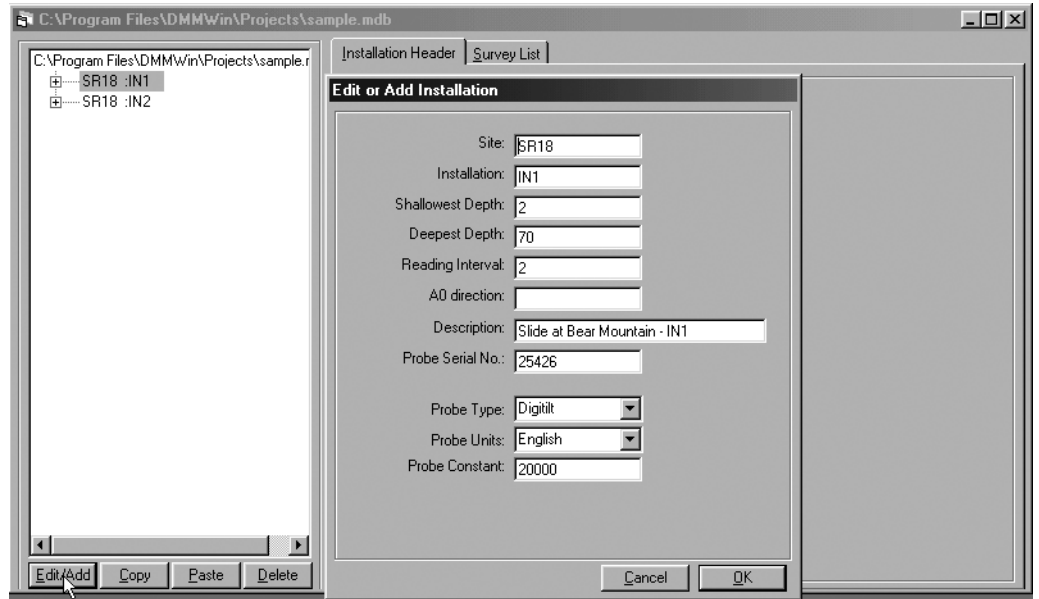 C:\Program Files\DMMWin\Projects\sample.mdb
C:\Program Files\DMMWin\Projects\sample.r
SR18 :IN1
SR18 :IN2
Edit/Add Copy Paste Delete
Installation Header Survey List
Edit or Add Installation
Site: SR18
Installation: IN1
Shallowest Depth: 2
Deepest Depth: 70
Reading Interval: 2
A0 direction:
Description: Slide at Bear Mountain - IN1
Probe Serial No.: 25426
Probe Type: Digitilt
Probe Units: English
Probe Constant: 20000
Cancel OK